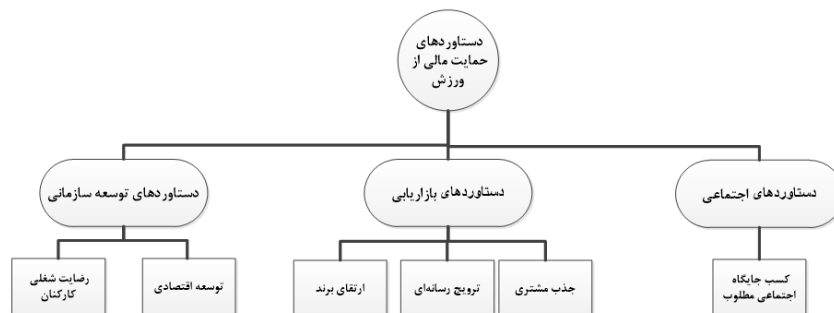 دستاوردهای
حمایت مالی از
ورزش
دستاوردهای اجتماعی
دستاوردهای بازاریابی
دستاوردهای توسعه سازمانی
کسب جایگاه
اجتماعی مطلوب
جذب مشتری
ترویج رسانه‌ای
ارتقای برند
توسعه اقتصادی
رضایت شغلی
کارکنان